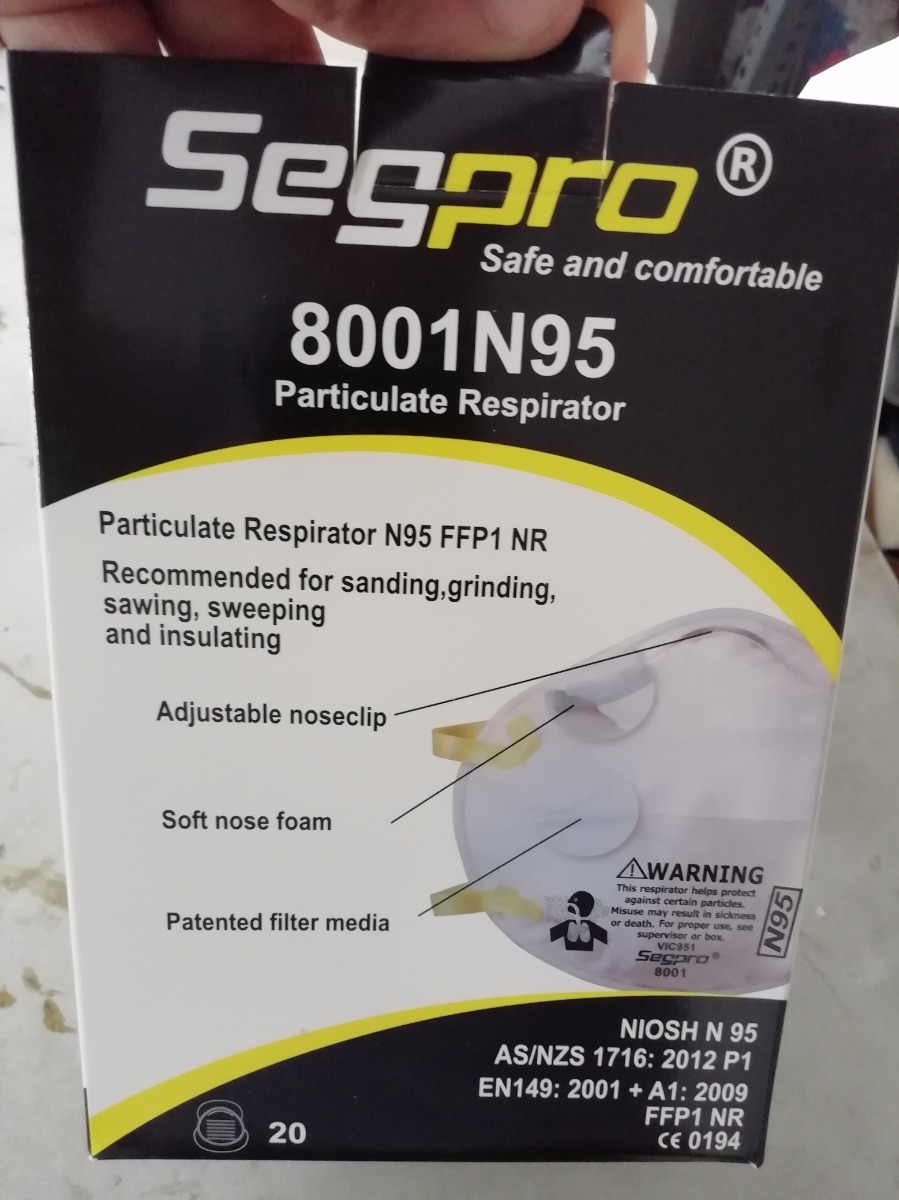 Segpro®
Safe and comfortable
8001N95
Particulate Respirator
Particulate Respirator N95 FFP1 NR
Recommended for sanding,grinding,
sawing, sweeping
and insulating
Adjustable noseclip
Soft nose foam
Patented filter media
WARNING
This respirator helps protect
against certain particles.
Misuse may result in sickness
or death. For proper use, see
supervisor or box.
VIC951
Segpro®
8001
N95
NIOSH N 95
AS/NZS 1716: 2012 P1
EN149: 2001 + A1: 2009
FFP1 NR
CE 0194
20